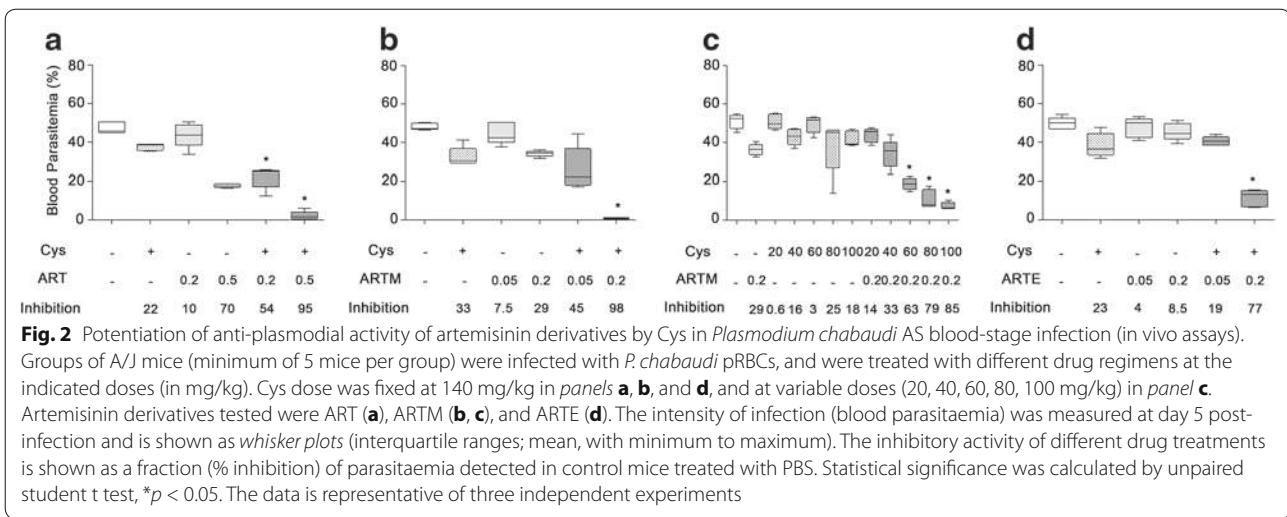 a b c d
Blood Parasitemia (%)
80 80 80 80
60 60 60 60
40 40 40 40
20 20 20 20
0 0 0 0
* * * * * * *
Cys - + - - + + Cys - + - - + + Cys - - 20 40 60 80 100 20 40 60 80 100 Cys - + - - + +
ART - - 0.2 0.5 0.2 0.5 ARTM - - 0.05 0.2 0.05 0.2 ARTM - 0.2 - - - - - 0.20 0.20 0.20 0.2 0.2 ARTE - - 0.05 0.2 0.05 0.2
Inhibition 22 10 70 54 95 Inhibition 33 7.5 29 45 98 Inhibition 29 0.6 16 3 25 18 14 33 63 79 85 Inhibition 23 4 8.5 19 77
Fig. 2 Potentiation of anti-plasmodial activity of artemisinin derivatives by Cys in Plasmodium chabaudi AS blood-stage infection (in vivo assays).
Groups of A/J mice (minimum of 5 mice per group) were infected with P. chabaudi pRBCs, and were treated with different drug regimens at the
indicated doses (in mg/kg). Cys dose was fixed at 140 mg/kg in panels a, b, and d, and at variable doses (20, 40, 60, 80, 100 mg/kg) in panel c.
Artemisinin derivatives tested were ART (a), ARTM (b, c), and ARTE (d). The intensity of infection (blood parasitaemia) was measured at day 5 post-
infection and is shown as whisker plots (interquartile ranges; mean, with minimum to maximum). The inhibitory activity of different drug treatments
is shown as a fraction (% inhibition) of parasitaemia detected in control mice treated with PBS. Statistical significance was calculated by unpaired
student t test, *p < 0.05. The data is representative of three independent experiments